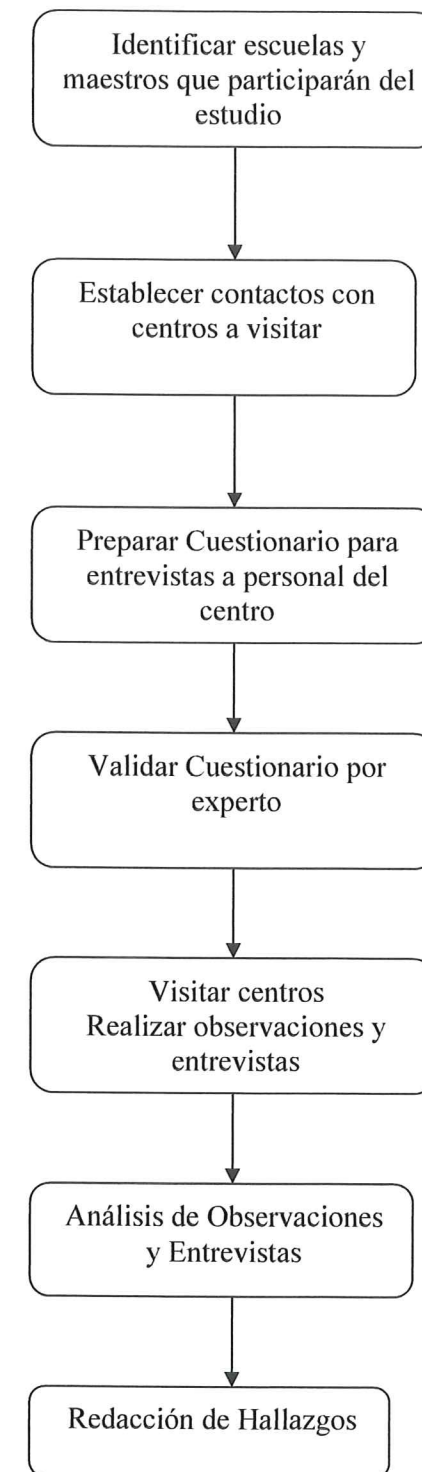 Identificar escuelas y
maestros que participarán del
estudio
Establecer contactos con
centros a visitar
Preparar Cuestionario para
entrevistas a personal del
centro
Validar Cuestionario por
experto
Visitar centros
Realizar observaciones y
entrevistas
Análisis de Observaciones
y Entrevistas
Redacción de Hallazgos